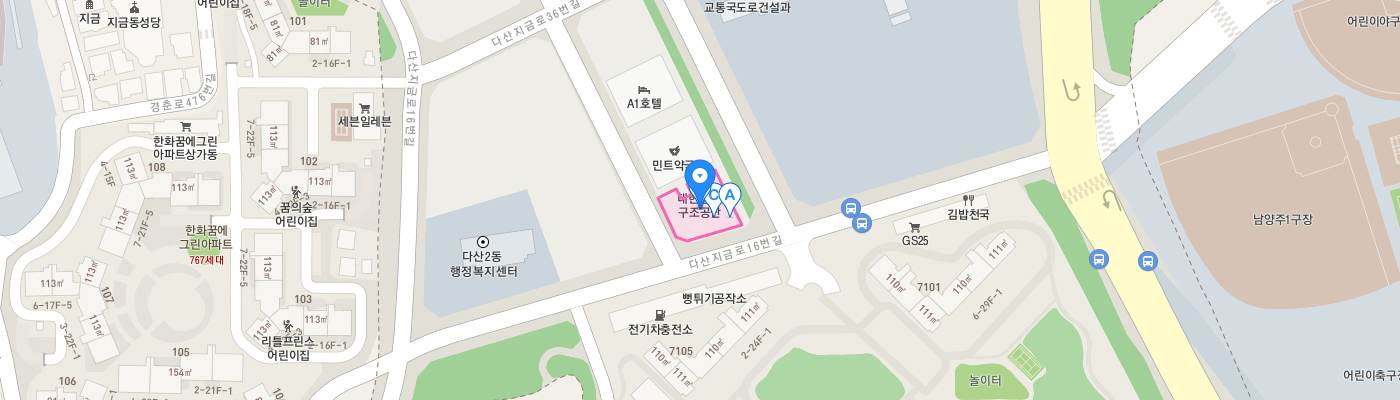 지금
지금동성당
어린이집
18F-5
101
81㎡
81㎡
81㎡
2-16F-1
놀이터
다산지금로36번길
다산지금로16번길
교통국도로건설과
어린이야구
경춘로476번길
A1호텔
세븐일레븐
한화꿈에그린
아파트상가동
108
113㎡
113㎡
4-15F
7-22F-5
113㎡
102
113㎡
113㎡
2-16F-1
꿈의숲
어린이집
113㎡
7-21F-5
한화꿈에
그린아파트
767세대
민트약국
C
A
구조공단
다산지금로16번길
김밥천국
GS25
남양주1구장
다산2동
행정복지센터
113㎡
113㎡
6-17F-5
107
113㎡
3-22F-1
7-22F-5
113㎡
103
113㎡
113㎡
리틀프린스
어린이집
뻥튀기공작소
전기차충전소
7105
110㎡
111㎡
110㎡
111㎡
2-24F-1
110㎡
7101
110㎡
111㎡
111㎡
6-29F-1
105
154㎡
2-21F-1
106
113㎡
놀이터
어린이축구